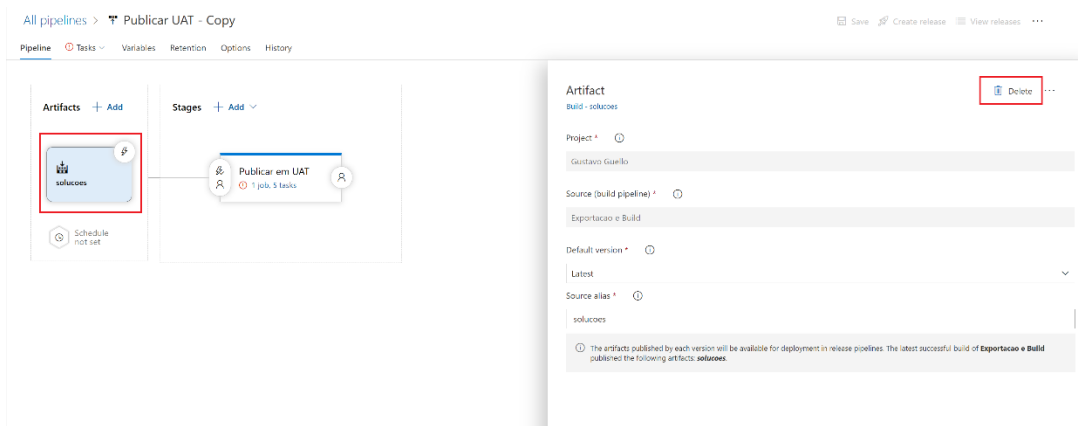 All pipelines > Publicar UAT - Copy
Save Create release View releases ...
Pipeline Tasks Variables Retention Options History
Artifacts + Add
Stages + Add
solucoes
Schedule
not set
Publicar em UAT
1 job, 5 tasks
Artifact
Delete ...
Build - solucoes
Project *
Gustavo Guello
Source (build pipeline) *
Exportacao e Build
Default version *
Latest
Source alias *
solucoes
The artifacts published by each version will be available for deployment in release pipelines. The latest successful build of Exportacao e Build
published the following artifacts: solucoes.